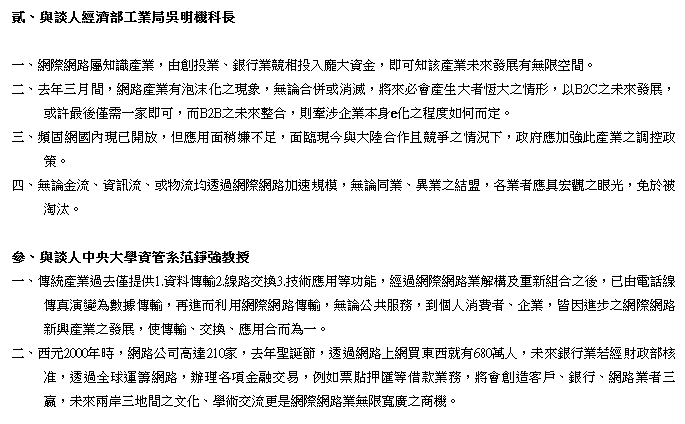 貳、與談人經濟部工業局吳明機科長
一、網際網路屬知識產業，由創投業、銀行業競相投入龐大資金，即可知該產業未來發展有無限空間。
二、去年三月間，網路產業有泡沫化之現象，無論合併或消滅，將來必會產生大者恆大之情形，以B2C之未來發展，
或許最後僅需一家即可，而B2B之未來整合，則牽涉企業本身e化之程度如何而定。
三、頻固網國內現已開放，但應用面稍嫌不足，面臨現今與大陸合作且競爭之情況下，政府應加強此產業之調控政
策。
四、無論金流、資訊流、或物流均透過網際網路加速規模，無論同業、異業之結盟，各業者應具宏觀之眼光，免於被
淘汰。
參、與談人中央大學資管系范錚強教授
一、傳統產業過去僅提供1.資料傳輸2.線路交換3.技術應用等功能，經過網際網路業解構及重新組合之後，已由電話線
傳真演變為數據傳輸，再進而利用網際網路傳輸，無論公共服務，到個人消費者、企業，皆因進步之網際網路
新興產業之發展，使傳輸、交換、應用合而為一。
二、西元2000年時，網路公司高達210家，去年聖誕節，透過網路上網買東西就有680萬人，未來銀行業若經財政部核
准，透過全球運籌網路，辦理各項金融交易，例如票貼押匯等借款業務，將會創造客戶、銀行、網路業者三
贏，未來兩岸三地間之文化、學術交流更是網際網路業無限寬廣之商機。